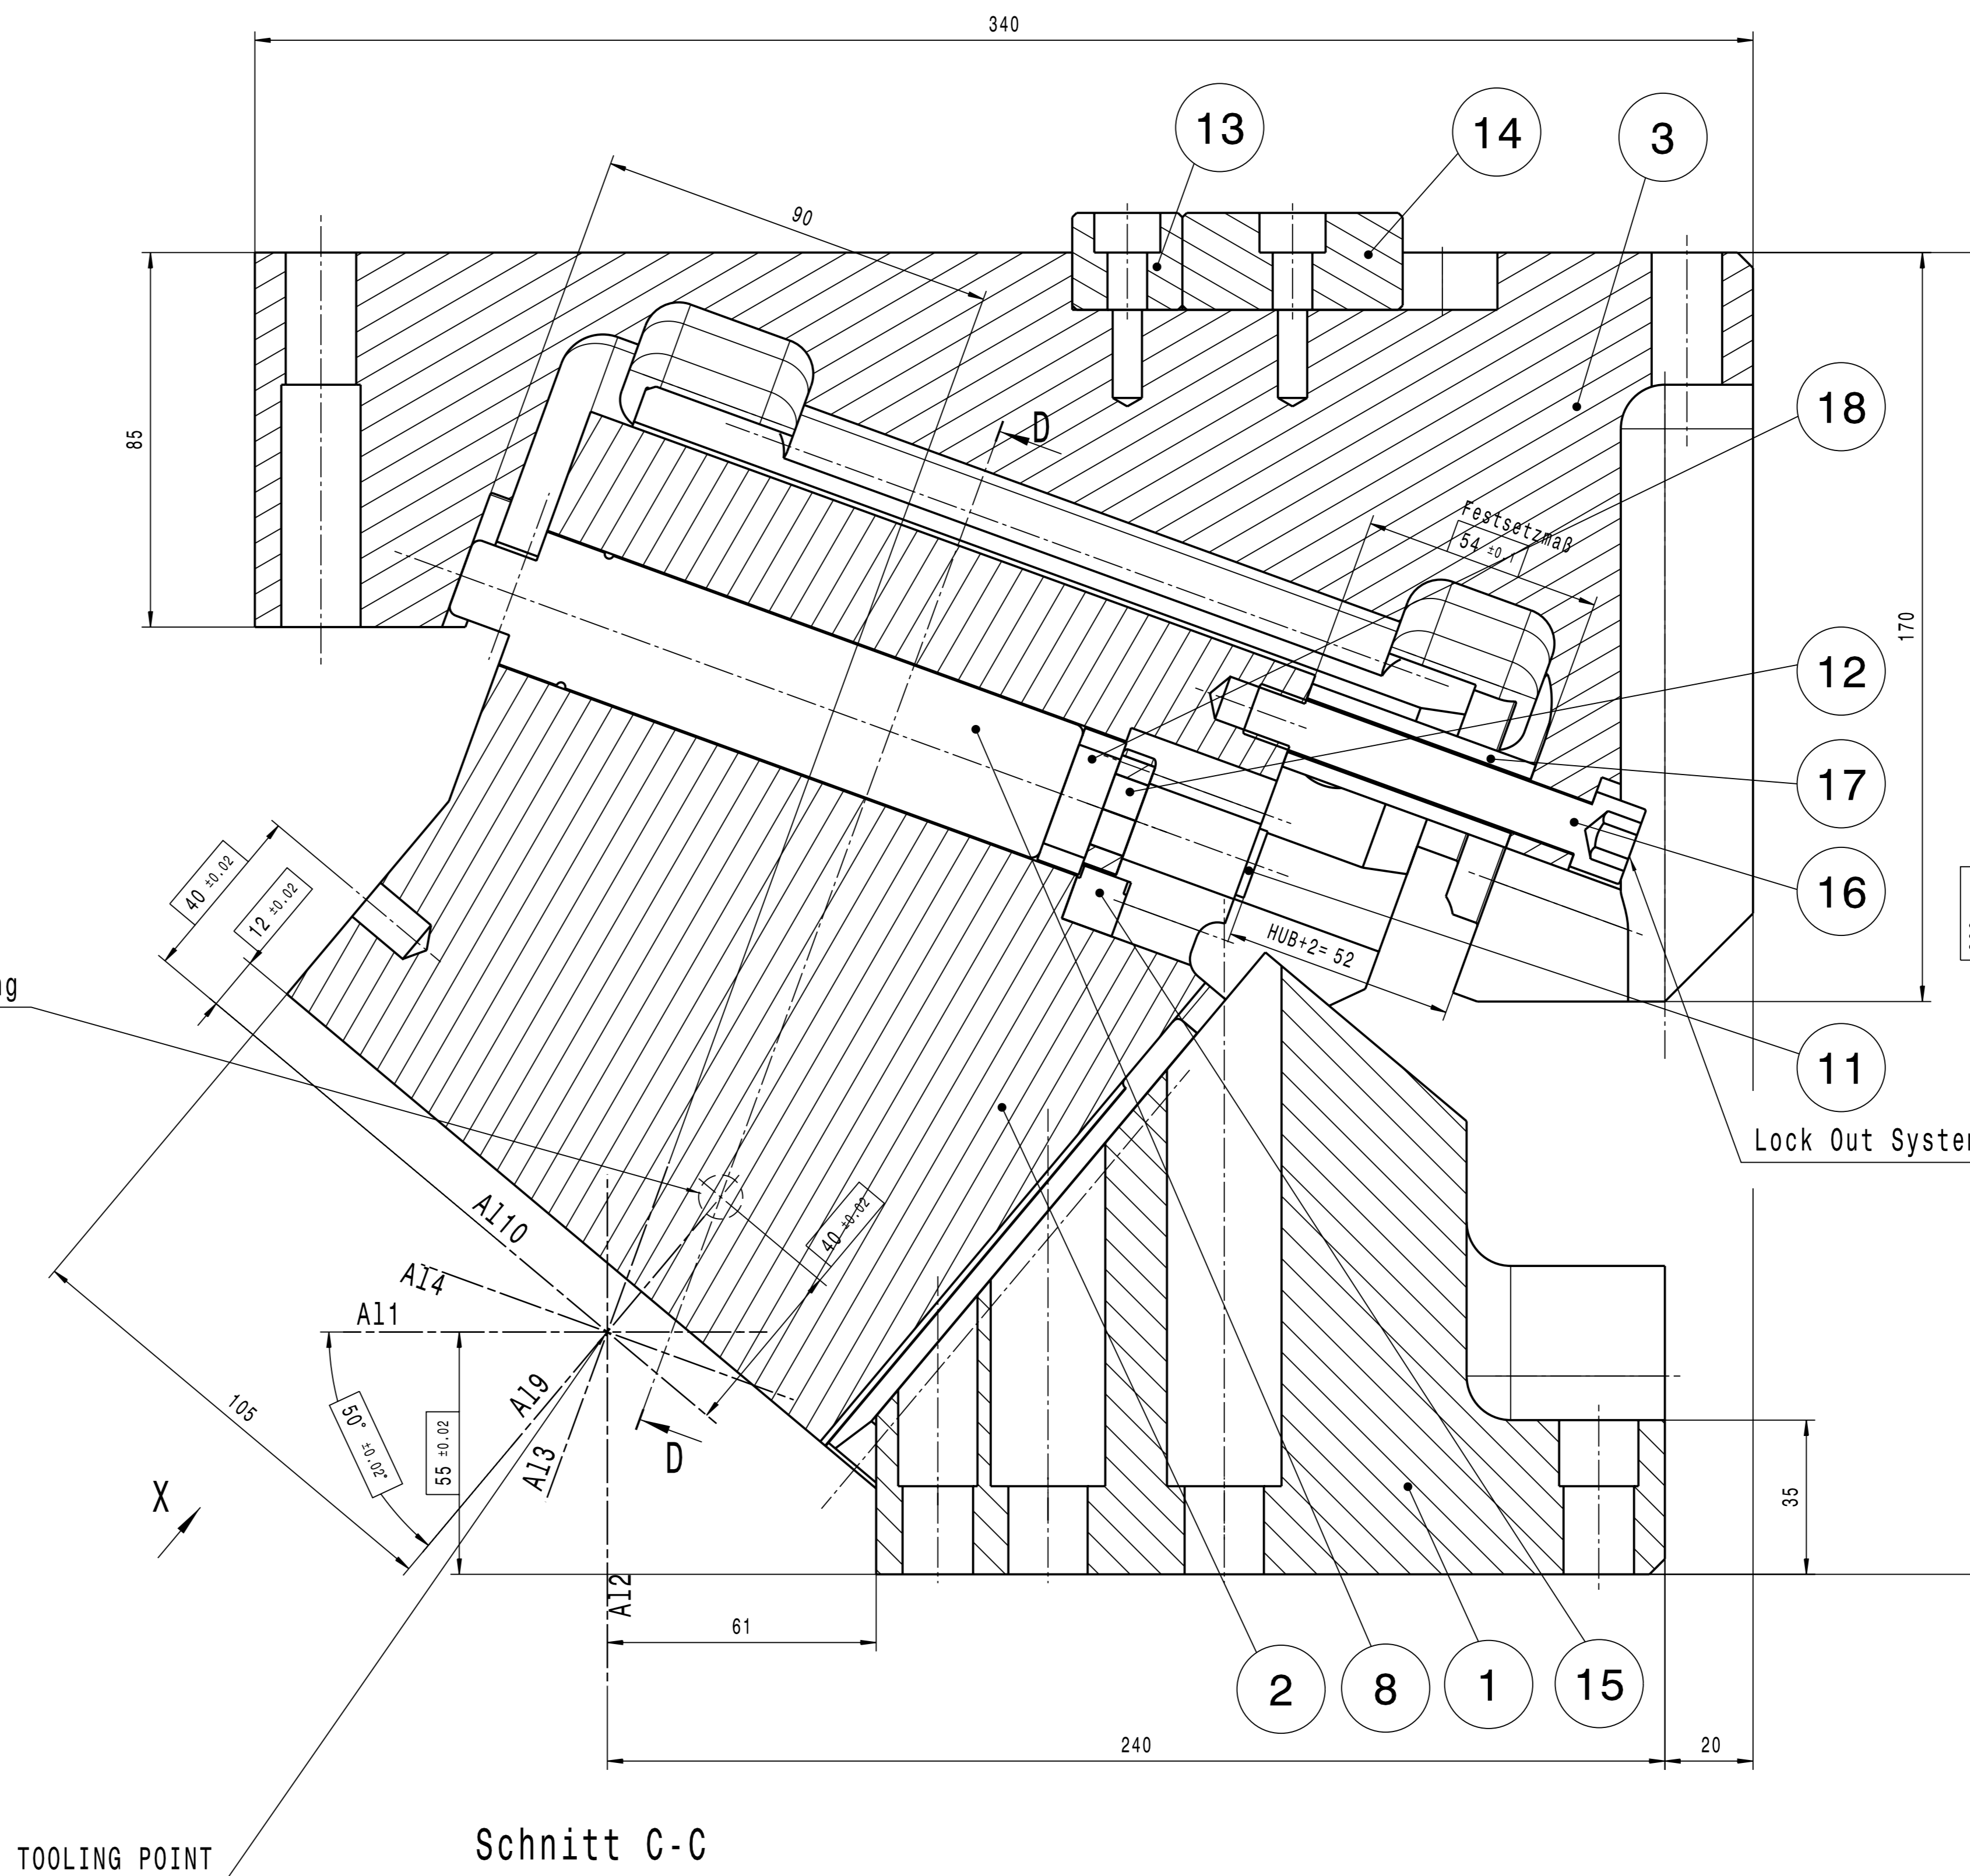 340
13
14
3
90
85
D
18
Festsetzmaß
54 ±0.1
170
12
17
40 ±0.02
12 ±0.02
16
HUB+2= 52
11
Lock Out System
Al10
40 ±0.02
Al4
Al1
Al9
105
50° ±0.02°
55 ±0.02
Al3
D
X
35
Al2
61
2
8
1
15
240
20
Schnitt C-C
TOOLING POINT